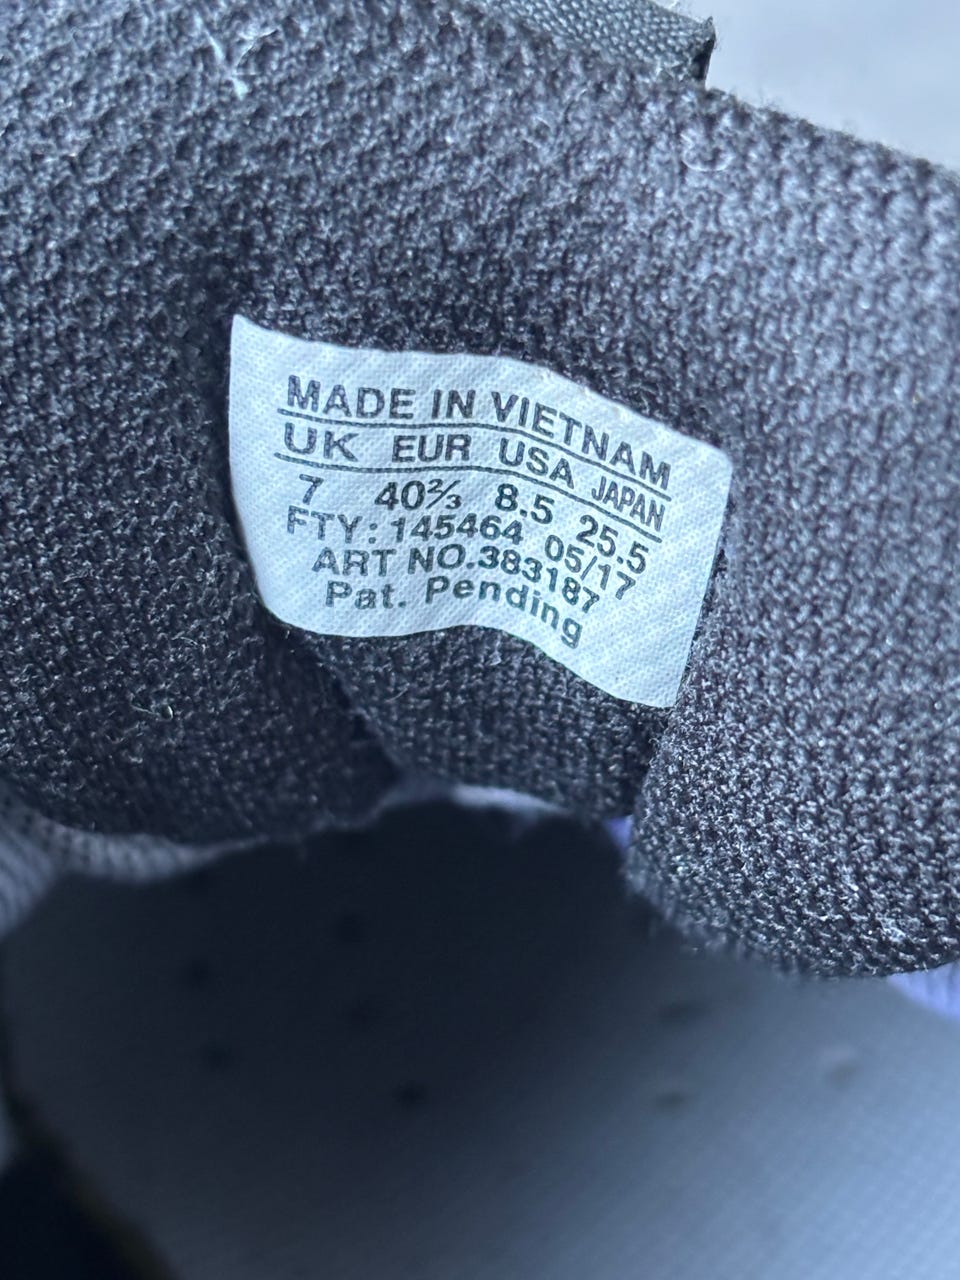 MADE IN VIETNAM
UK EUR USA JAPAN
7 40⅔ 8.5 25.5
FTY: 145464 05/17
ART NO.383187
Pat. Pending